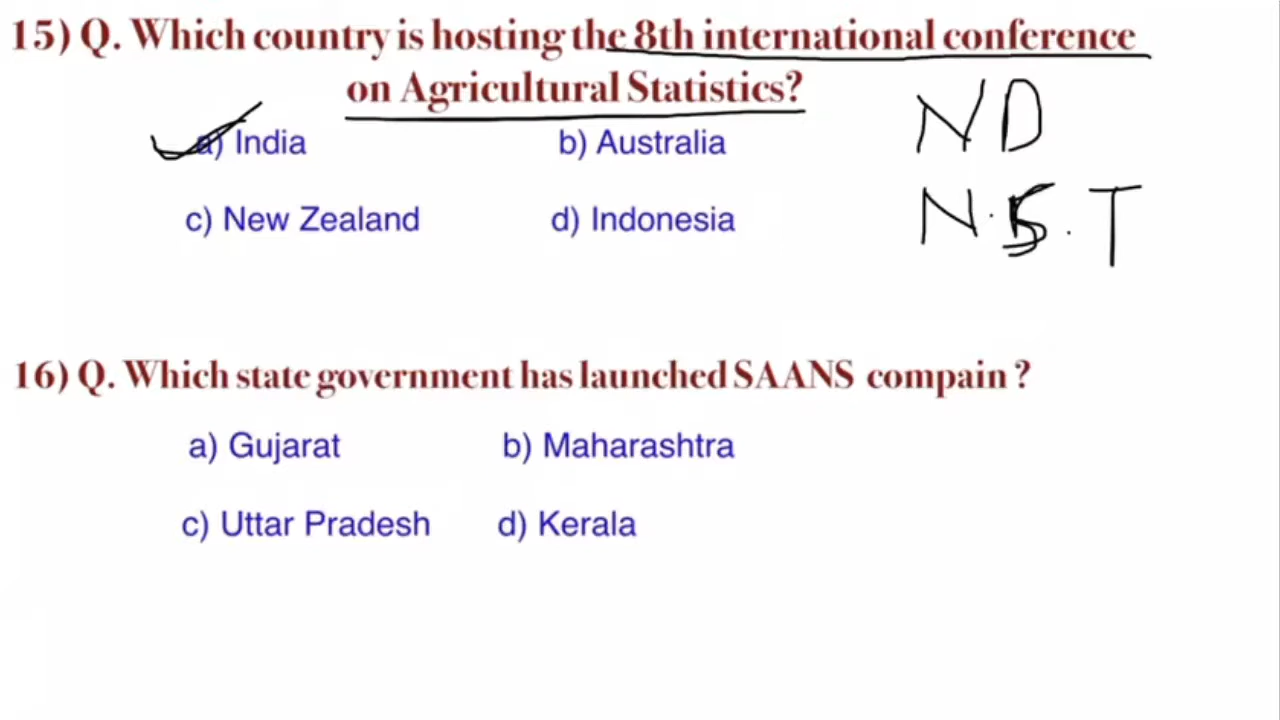 15) Q. Which country is hosting the 8th international conference
on Agricultural Statistics?
a) India b) Australia ND
c) New Zealand d) Indonesia
16) Q. Which state government has launched SAANS compain ?
a) Gujarat b) Maharashtra
c) Uttar Pradesh d) Kerala